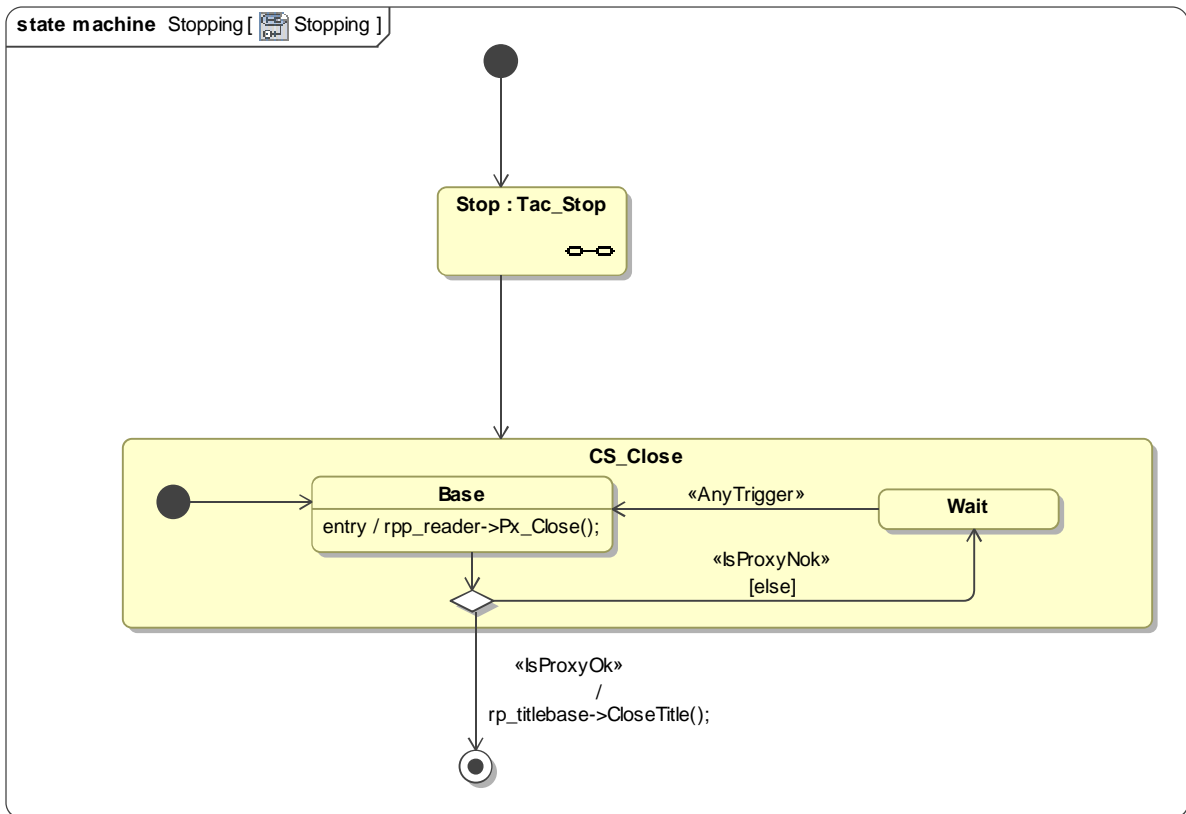 state machine Stopping [ Stopping ]
Stop : Tac_Stop
CS_Close
Base
entry / rpp_reader->Px_Close();
«AnyTrigger»
Wait
«IsProxyNok»
[else]
«IsProxyOk»
/
rp_titlebase->CloseTitle();